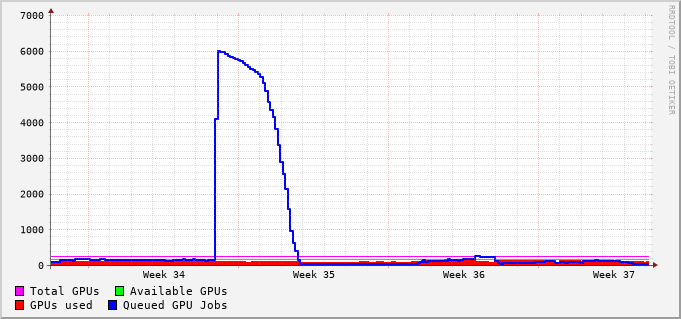 7000
6000
5000
4000
3000
2000
1000
0
Week 34 Week 35 Week 36 Week 37
Total GPUs Available GPUs
GPUs used Queued GPU Jobs
RRDTOOL / TOBI OETIKER